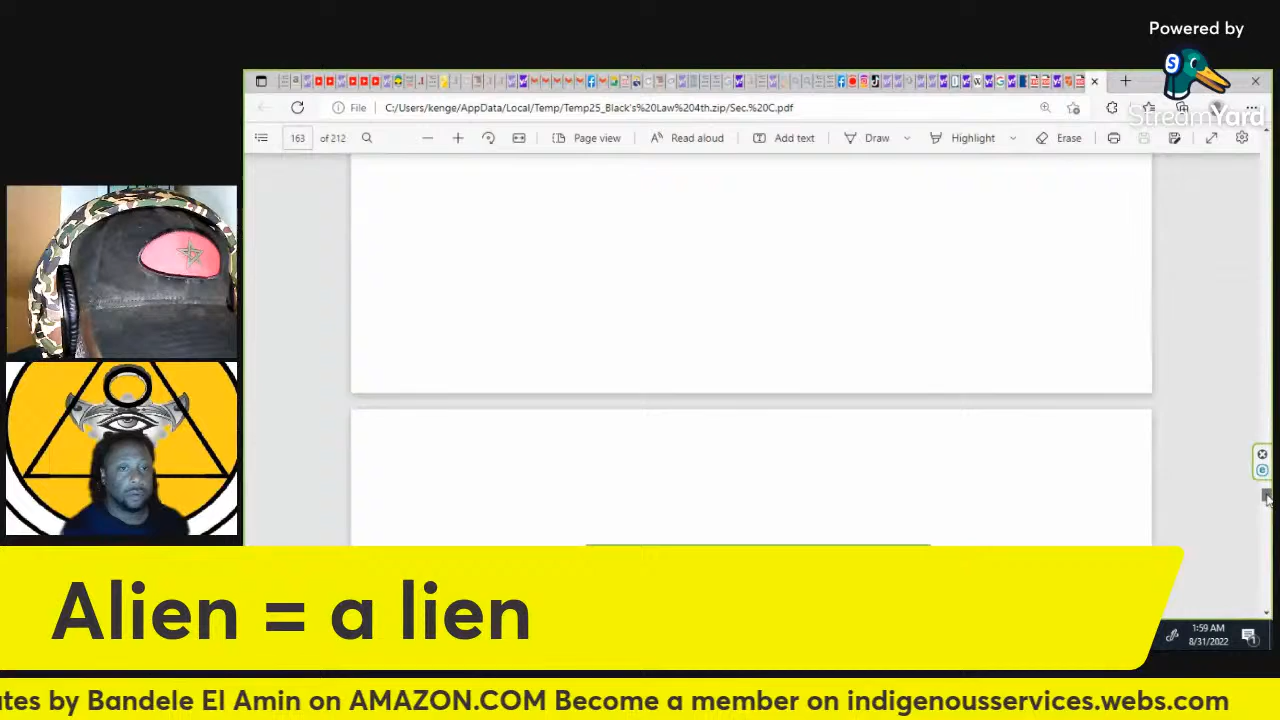 Powered by
S
StreamYard
File C:/Users/kenge/AppData/Local/Temp/Temp25_Black's%20Law%204th.zip/Sec.%20C.pdf
163 of 212 Page view Read aloud Add text Draw Highlight Erase
Alien = a lien
1:59 AM
8/31/2022
ates by Bandele El Amin on AMAZON.COM Become a member on indigenousservices.webs.com